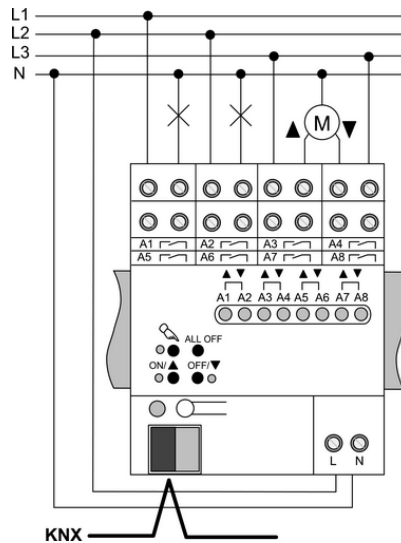 L1
L2
L3
N
M
A1 A2 A3 A4
A5 A6 A7 A8
A1 A2 A3 A4 A5 A6 A7 A8
ALL OFF
ON/▲ OFF/▼
L N
KNX